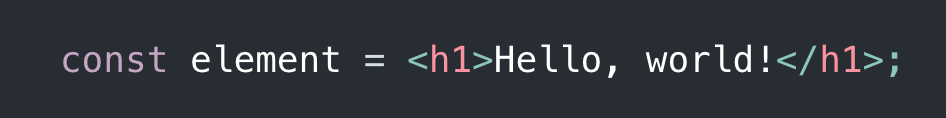 const element = <h1>Hello, world!</h1>;